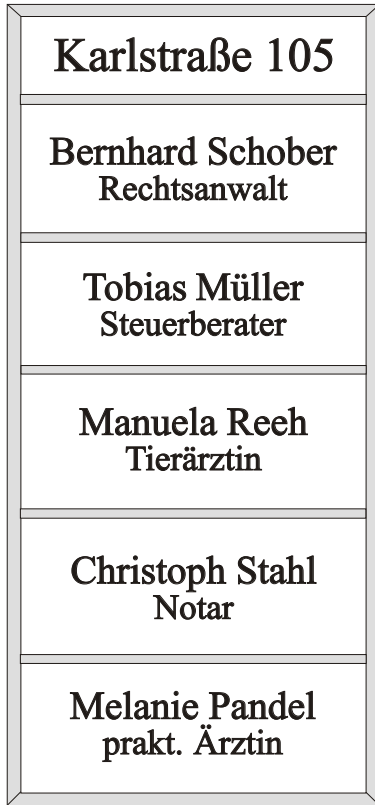 Karlstraße 105
Bernhard Schober
Rechtsanwalt
Tobias Müller
Steuerberater
Manuela Reeh
Tierärztin
Christoph Stahl
Notar
Melanie Pandel
prakt. Ärztin